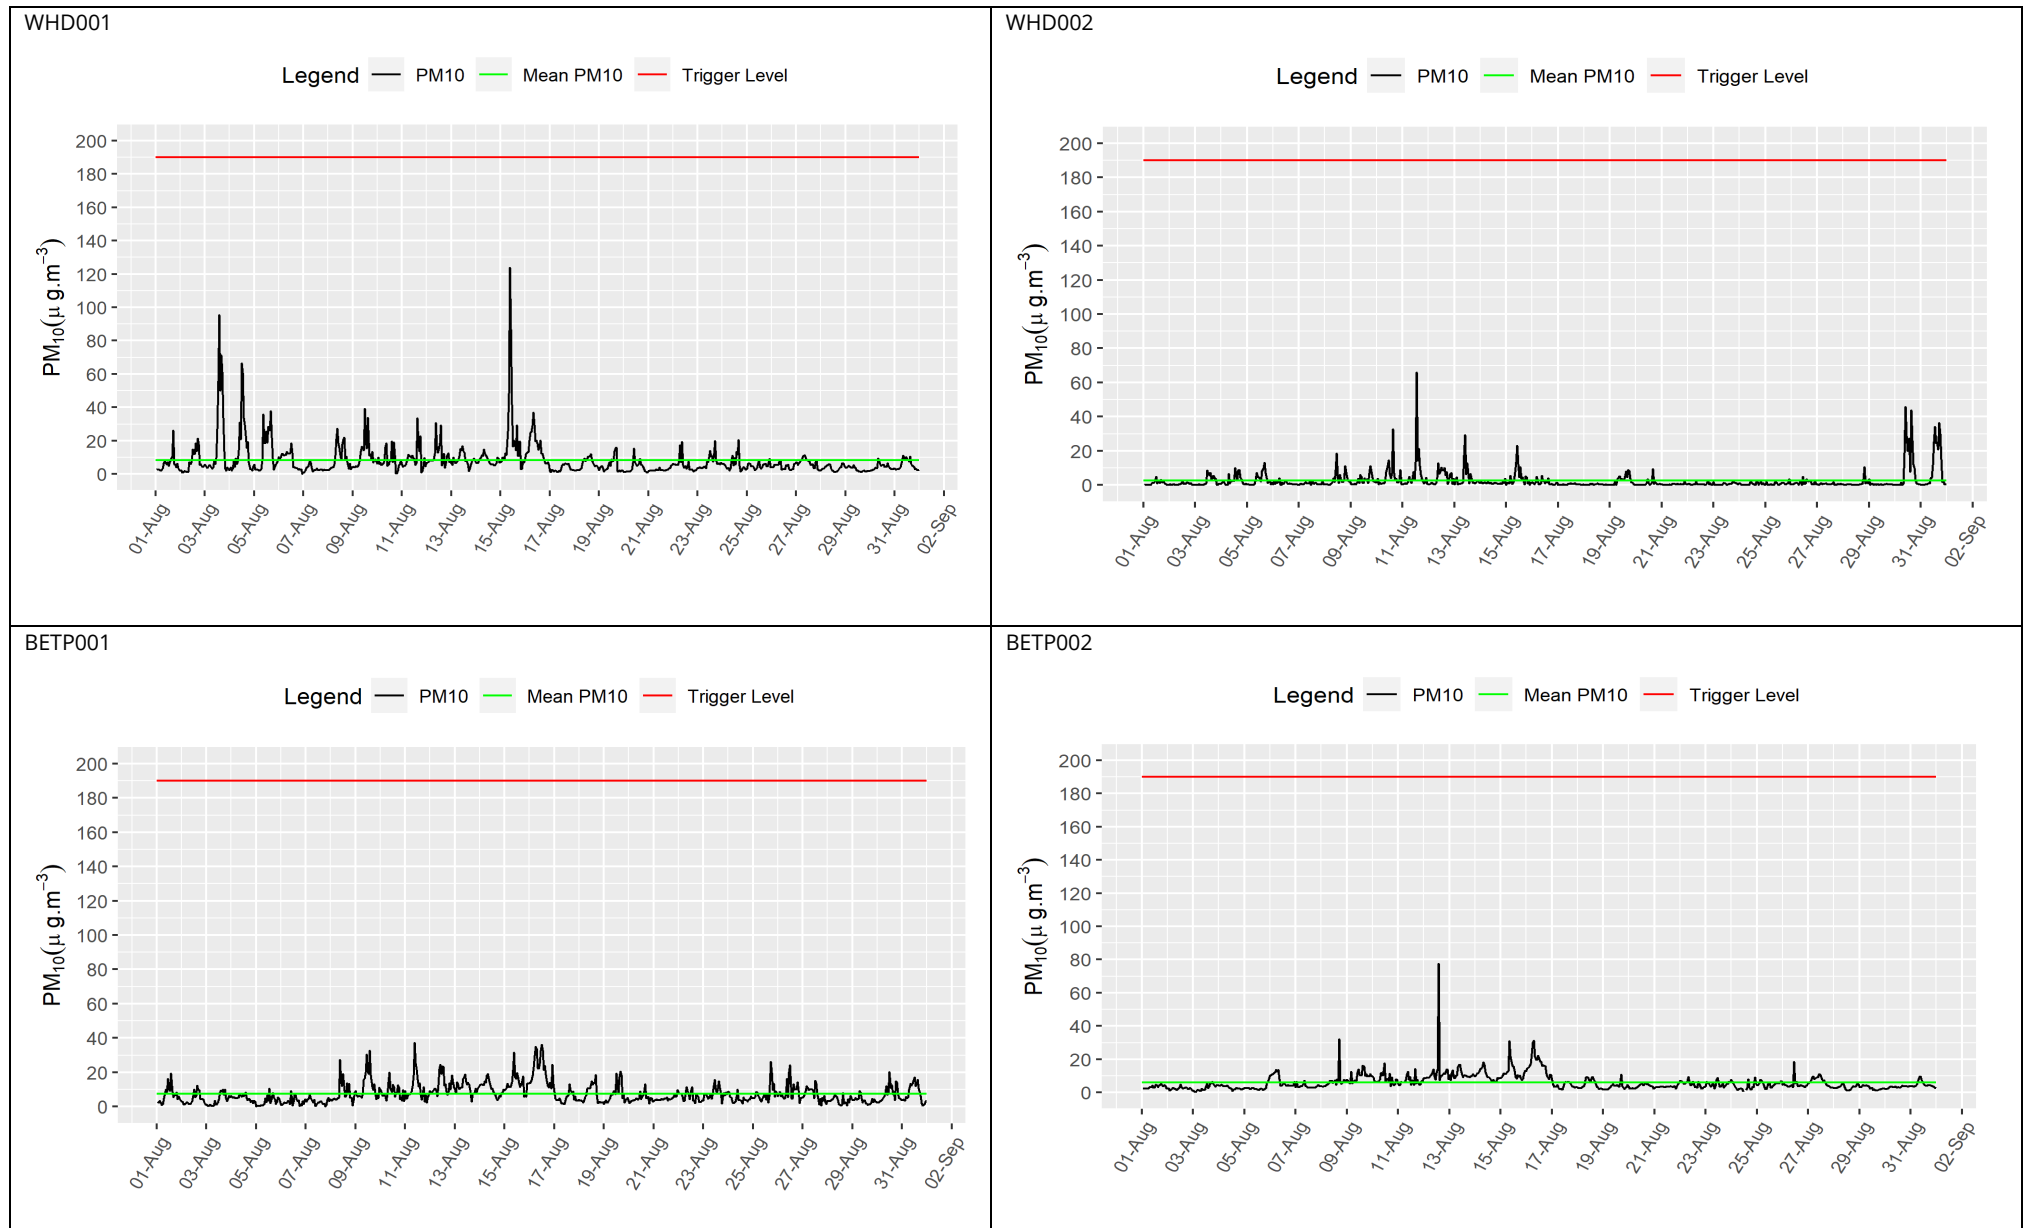 WHD001
Legend PM10 Mean PM10 Trigger Level
200
180
160
140
120
100
80
60
40
20
0
PM10(μ g.m−3)
01-Aug 03-Aug 05-Aug 07-Aug 09-Aug 11-Aug 13-Aug 15-Aug 17-Aug 19-Aug 21-Aug 23-Aug 25-Aug 27-Aug 29-Aug 31-Aug 02-Sep
WHD002
Legend PM10 Mean PM10 Trigger Level
200
180
160
140
120
100
80
60
40
20
0
PM10(μ g.m−3)
01-Aug 03-Aug 05-Aug 07-Aug 09-Aug 11-Aug 13-Aug 15-Aug 17-Aug 19-Aug 21-Aug 23-Aug 25-Aug 27-Aug 29-Aug 31-Aug 02-Sep
BETP001
Legend PM10 Mean PM10 Trigger Level
200
180
160
140
120
100
80
60
40
20
0
PM10(μ g.m−3)
01-Aug 03-Aug 05-Aug 07-Aug 09-Aug 11-Aug 13-Aug 15-Aug 17-Aug 19-Aug 21-Aug 23-Aug 25-Aug 27-Aug 29-Aug 31-Aug 02-Sep
BETP002
Legend PM10 Mean PM10 Trigger Level
200
180
160
140
120
100
80
60
40
20
0
PM10(μ g.m−3)
01-Aug 03-Aug 05-Aug 07-Aug 09-Aug 11-Aug 13-Aug 15-Aug 17-Aug 19-Aug 21-Aug 23-Aug 25-Aug 27-Aug 29-Aug 31-Aug 02-Sep